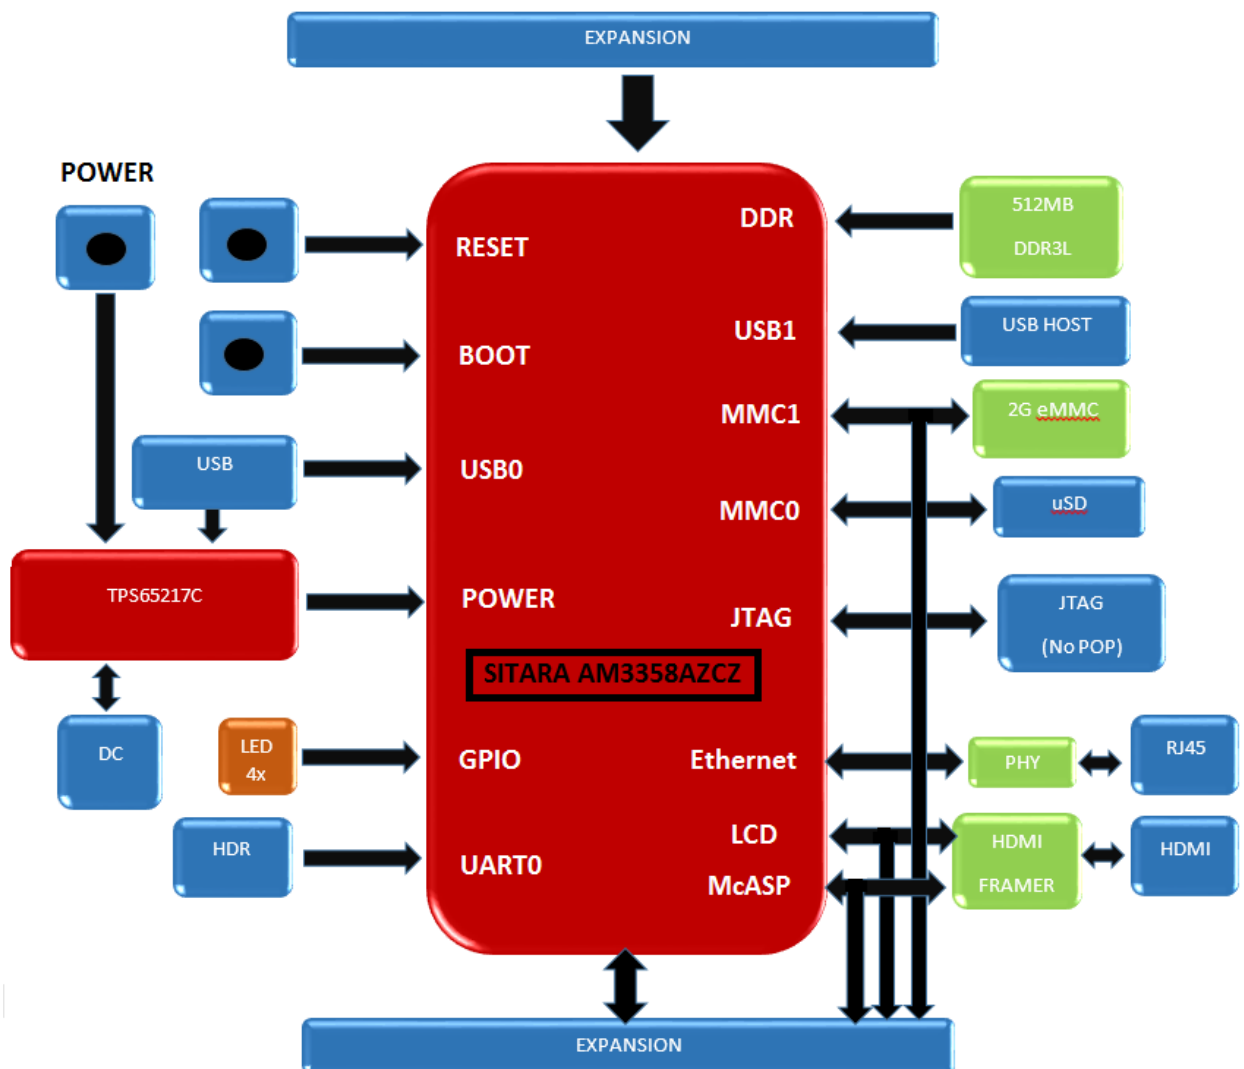 EXPANSION
POWER
RESET
BOOT
USB
USB0
TPS65217C
POWER
SITARA AM3358AZCZ
DC
LED
4x
GPIO
HDR
UART0
DDR
512MB
DDR3L
USB1
USB HOST
MMC1
2G eMMC
MMC0
uSD
JTAG
JTAG
(No POP)
Ethernet
PHY
RJ45
LCD
McASP
HDMI
FRAMER
HDMI
EXPANSION